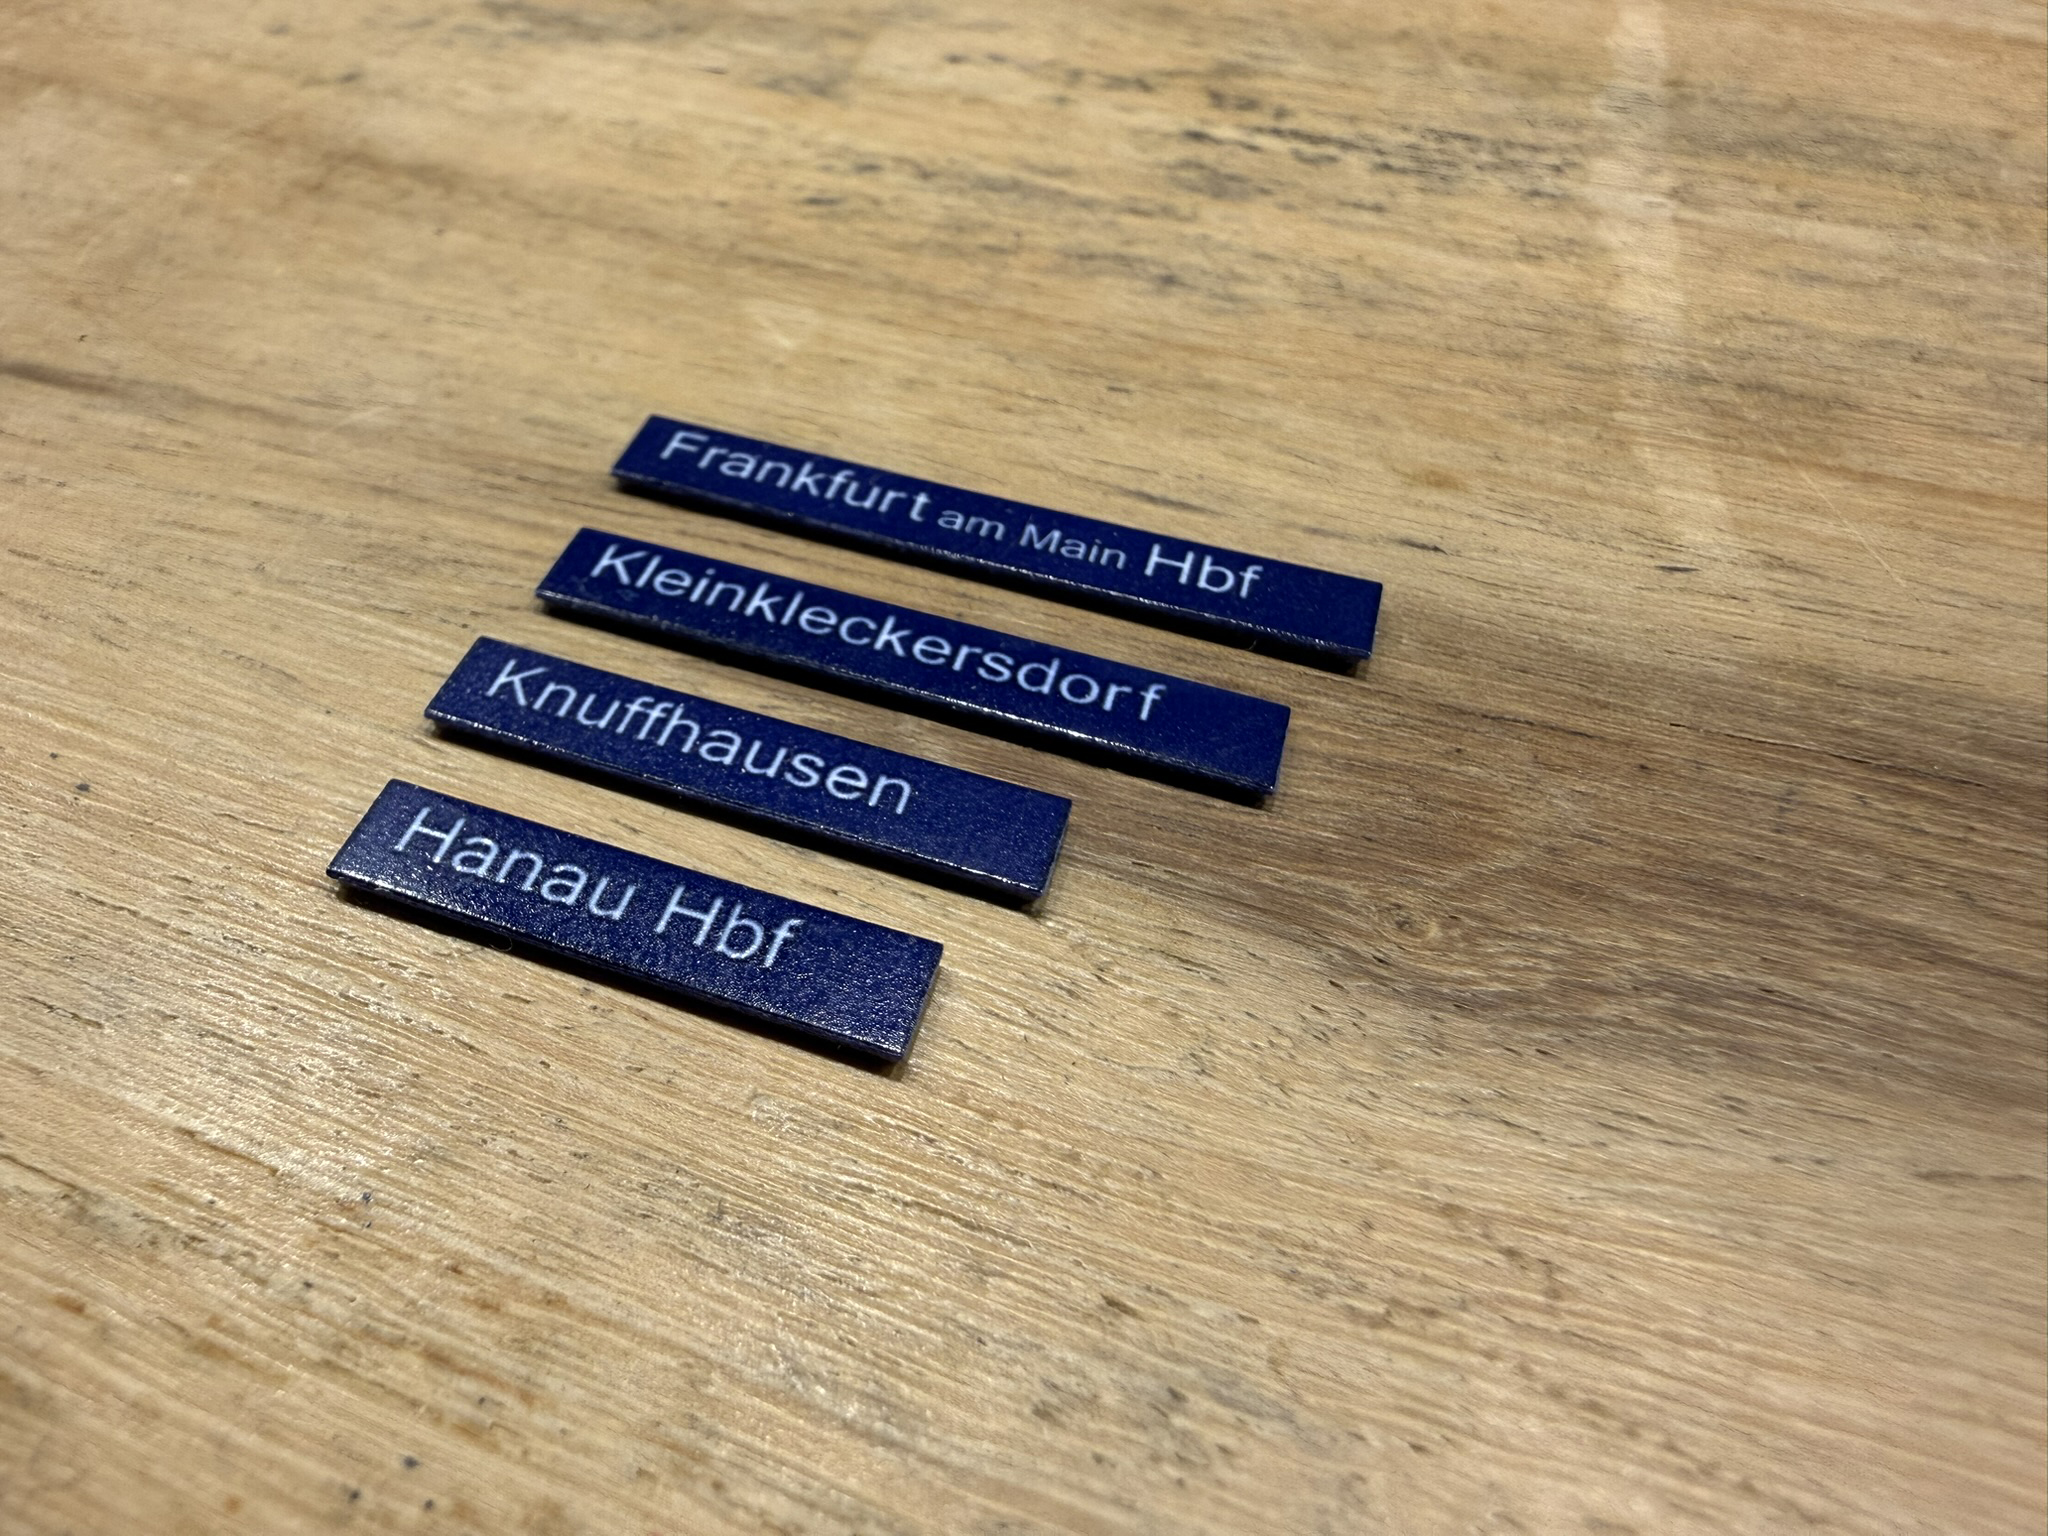 Frankfurt am Main Hbf
Kleinkleckersdorf
Knuffhausen
Hanau Hbf